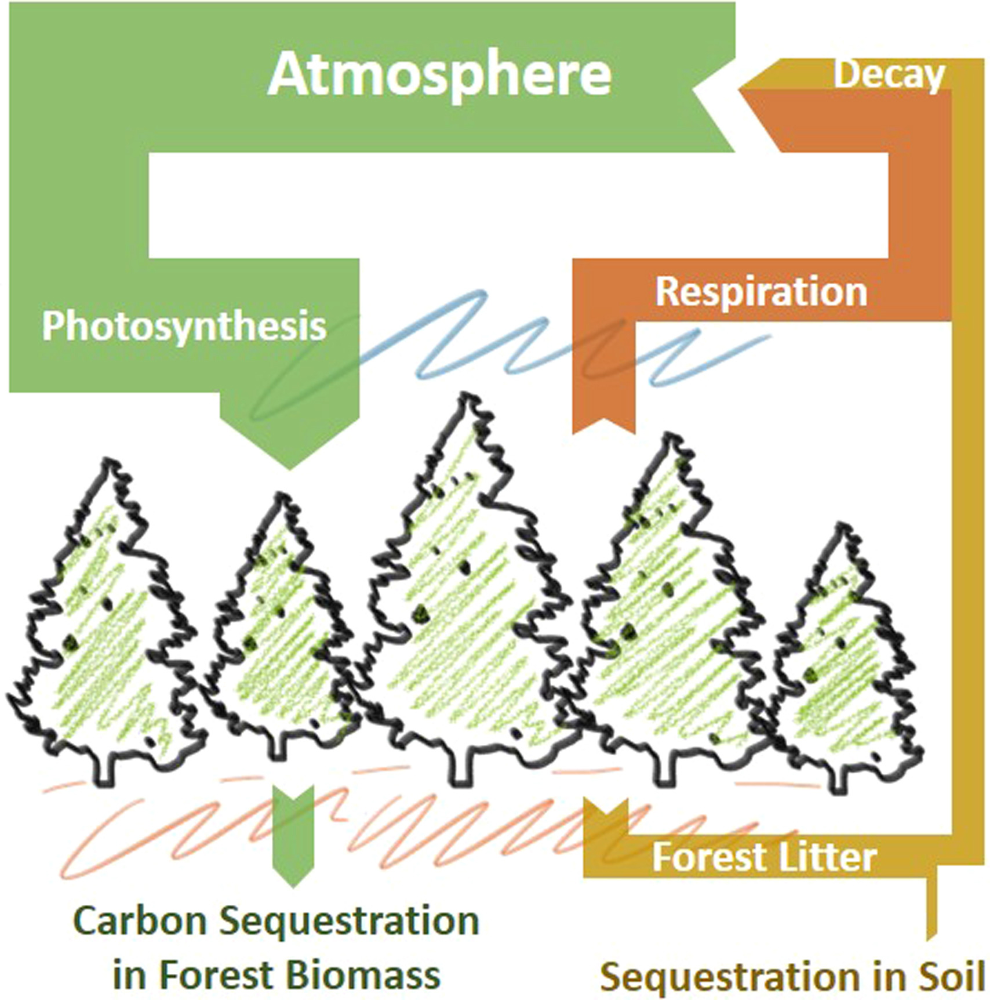 Atmosphere
Decay
Respiration
Photosynthesis
Forest Litter
Carbon Sequestration
in Forest Biomass
Sequestration in Soil